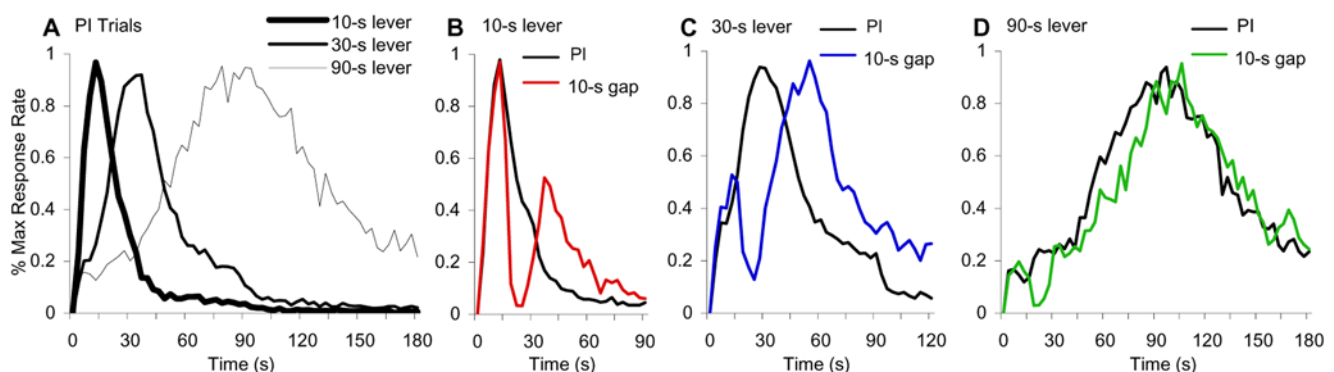 A PI Trials
10-s lever
30-s lever
90-s lever
% Max Response Rate
1
0.8
0.6
0.4
0.2
0
0 30 60 90 120 150 180
Time (s)
B 10-s lever
PI
10-s gap
1
0.8
0.6
0.4
0.2
0
0 30 60 90
Time (s)
C 30-s lever
PI
10-s gap
1
0.8
0.6
0.4
0.2
0
0 30 60 90 120
Time (s)
D 90-s lever
PI
10-s gap
1
0.8
0.6
0.4
0.2
0
0 30 60 90 120 150 180
Time (s)